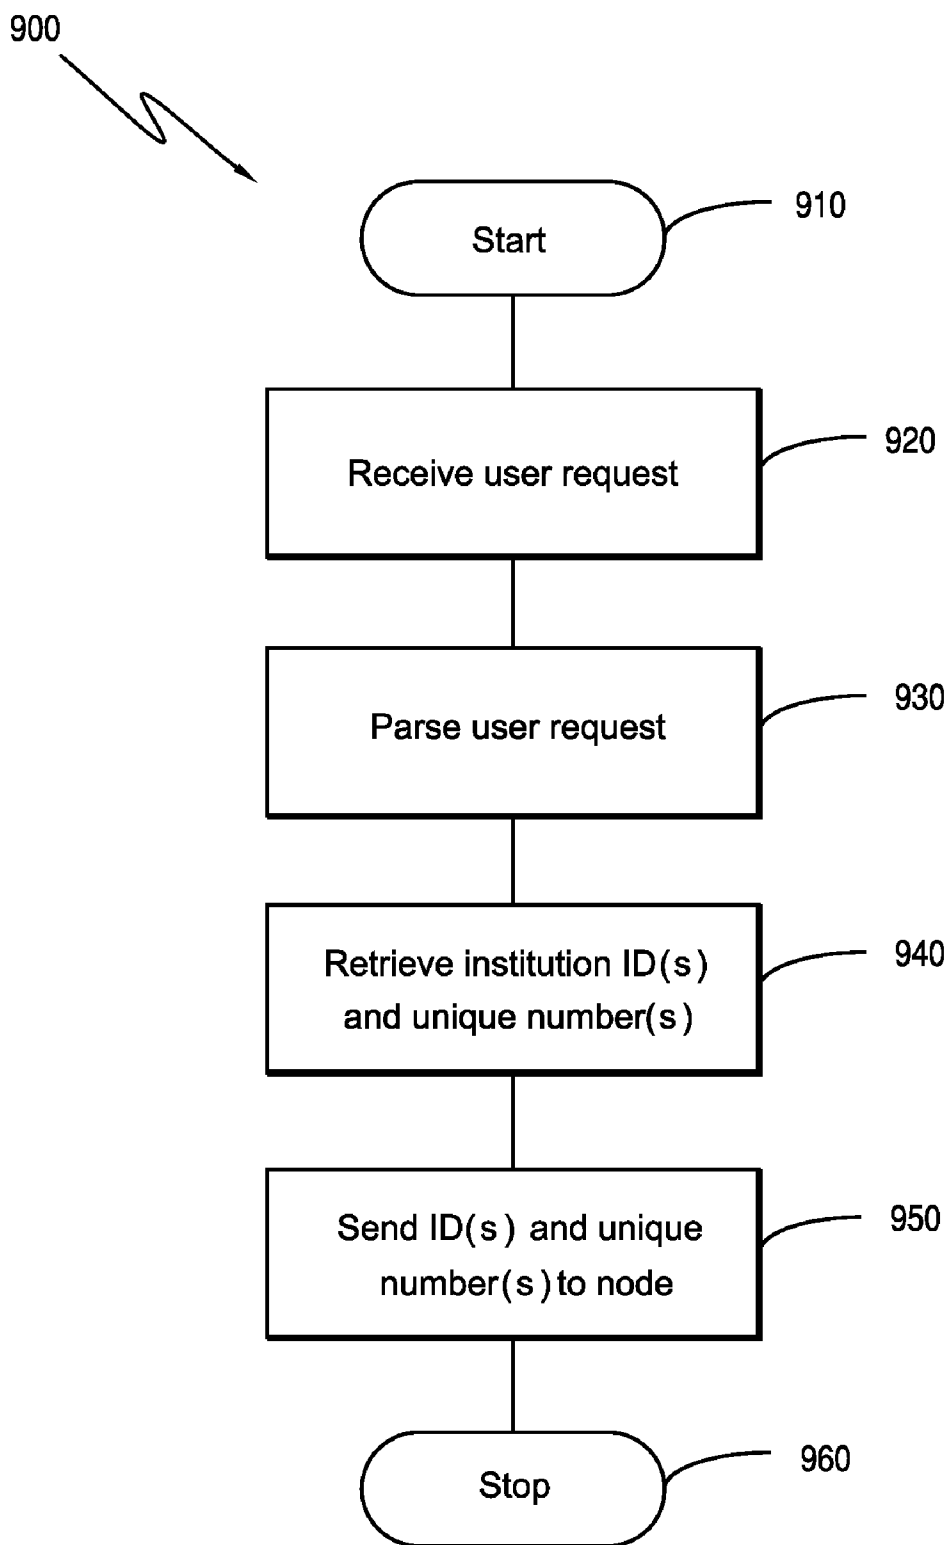 900
Start
910
Receive user request
920
Parse user request
930
Retrieve institution ID(s)
and unique number(s)
940
Send ID(s) and unique
number(s) to node
950
Stop
960